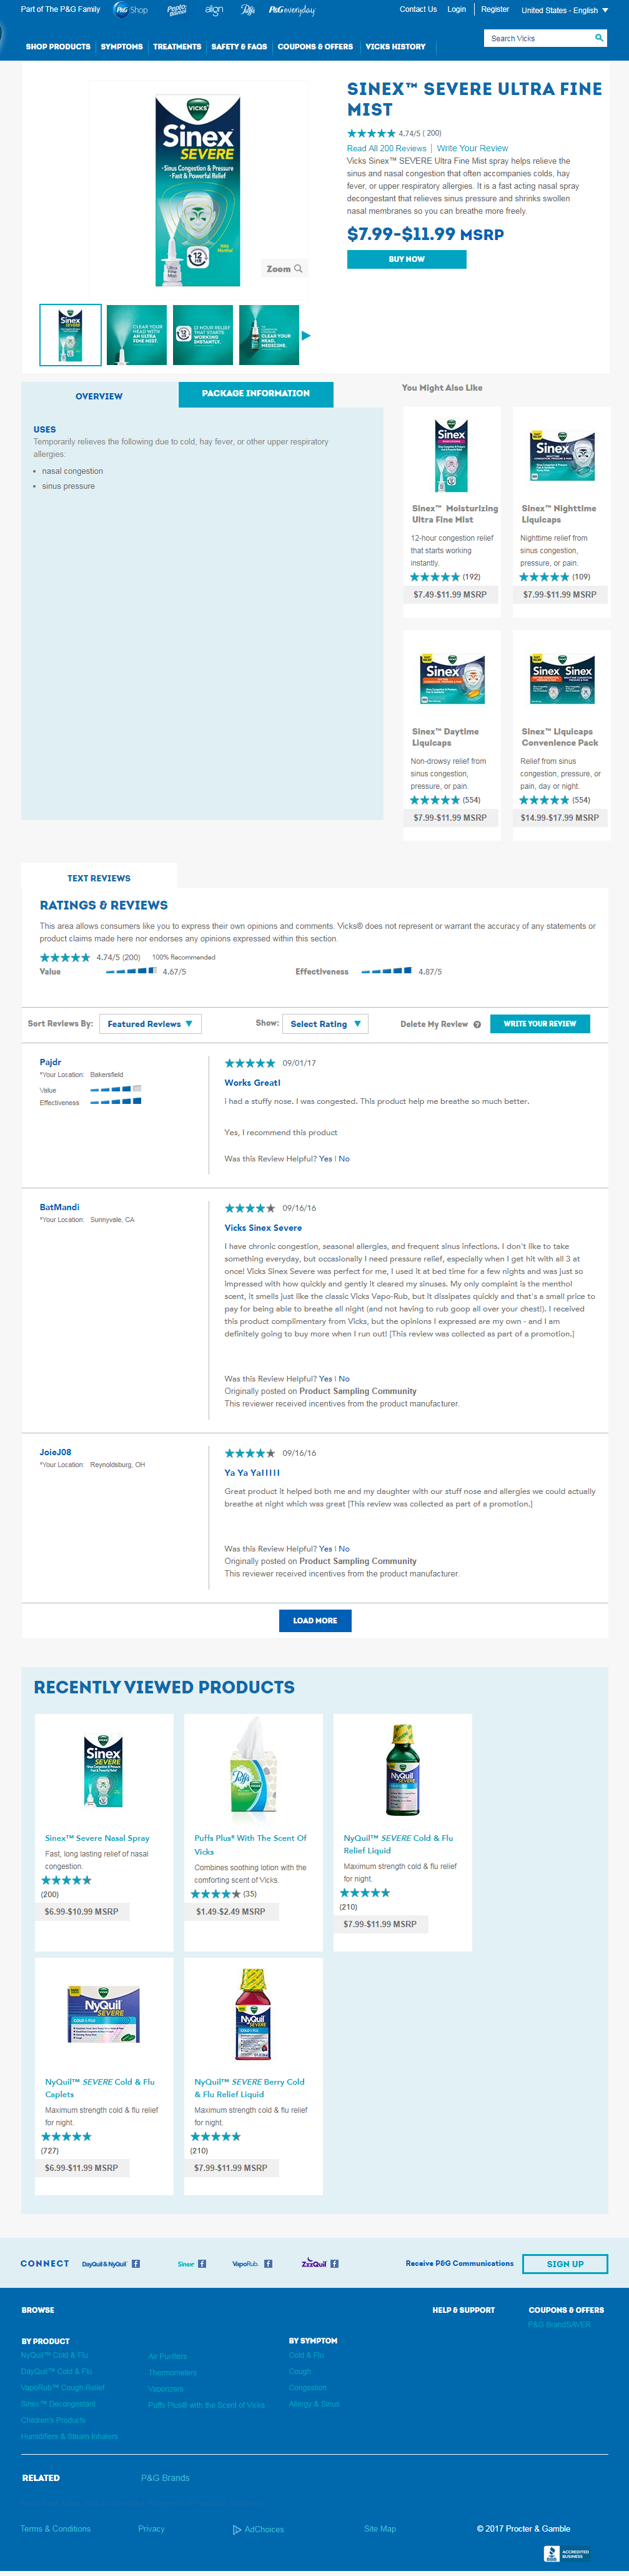 Part of The P&G Family P&G Shop Pepto Bismol align Puffs P&G everyday Contact Us Login Register United States - English
SHOP PRODUCTS SYMPTOMS TREATMENTS SAFETY & FAQS COUPONS & OFFERS VICKS HISTORY Search Vicks
SINEX™ SEVERE ULTRA FINE
MIST
4.74/5 ( 200)
Read All 200 Reviews | Write Your Review
Vicks Sinex™ SEVERE Ultra Fine Mist spray helps relieve the
sinus and nasal congestion that often accompanies colds, hay
fever, or upper respiratory allergies. It is a fast acting nasal spray
decongestant that relieves sinus pressure and shrinks swollen
nasal membranes so you can breathe more freely.
$7.99-$11.99 MSRP
BUY NOW
VICKS
Sinex
SEVERE
Sinus Congestion & Pressure
Fast & Powerful Relief
12
HR
Ultra
Fine
Mist
Zoom
CLEAR YOUR
HEAD WITH
AN ULTRA
FINE MIST.
12 HOUR RELIEF
THAT STARTS
WORKING
INSTANTLY.
CLEAR YOUR
HEAD,
MEDICINE.
OVERVIEW PACKAGE INFORMATION
USES
Temporarily relieves the following due to cold, hay fever, or other upper respiratory
allergies:
• nasal congestion
• sinus pressure
You Might Also Like
Sinex™ Moisturizing
Ultra Fine Mist
12-hour congestion relief
that starts working
instantly.
(192)
$7.49-$11.99 MSRP
Sinex™ Nighttime
Liquicaps
Nighttime relief from
sinus congestion,
pressure, or pain.
(109)
$7.99-$11.99 MSRP
Sinex™ Daytime
Liquicaps
Non-drowsy relief from
sinus congestion,
pressure, or pain.
(554)
$7.99-$11.99 MSRP
Sinex™ Liquicaps
Convenience Pack
Relief from sinus
congestion, pressure, or
pain, day or night.
(554)
$14.99-$17.99 MSRP
TEXT REVIEWS
RATINGS & REVIEWS
This area allows consumers like you to express their own opinions and comments. Vicks® does not represent or warrant the accuracy of any statements or
product claims made here nor endorses any opinions expressed within this section.
4.74/5 (200) 100% Recommended
Value 4.67/5 Effectiveness 4.87/5
Sort Reviews By: Featured Reviews Show: Select Rating Delete My Review WRITE YOUR REVIEW
Pajdr
*Your Location: Bakersfield
Value
Effectiveness
09/01/17
Works Great!
I had a stuffy nose. I was congested. This product help me breathe so much better.
Yes, I recommend this product
Was this Review Helpful? Yes | No
BatMandi
*Your Location: Sunnyvale, CA
09/16/16
Vicks Sinex Severe
I have chronic congestion, seasonal allergies, and frequent sinus infections. I don't like to take
something everyday, but occasionally I need pressure relief, especially when I get hit with all 3 at
once! Vicks Sinex Severe was perfect for me, I used it at bed time for a few nights and was just so
impressed with how quickly and gently it cleared my sinuses. My only complaint is the menthol
scent, it smells just like the classic Vicks Vapo-Rub, but it dissipates quickly and that's a small price to
pay for being able to breathe all night (and not having to rub goop all over your chest!). I received
this product complimentary from Vicks, but the opinions I expressed are my own - and I am
definitely going to buy more when I run out! [This review was collected as part of a promotion.]
Was this Review Helpful? Yes | No
Originally posted on Product Sampling Community
This reviewer received incentives from the product manufacturer.
JoieJ08
*Your Location: Reynoldsburg, OH
09/16/16
Ya Ya Ya!!!!!
Great product it helped both me and my daughter with our stuff nose and allergies we could actually
breathe at night which was great [This review was collected as part of a promotion.]
Was this Review Helpful? Yes | No
Originally posted on Product Sampling Community
This reviewer received incentives from the product manufacturer.
LOAD MORE
RECENTLY VIEWED PRODUCTS
Sinex™ Severe Nasal Spray
Fast, long lasting relief of nasal
congestion.
(200)
$6.99-$10.99 MSRP
Puffs Plus® With The Scent Of
Vicks
Combines soothing lotion with the
comforting scent of Vicks.
(35)
$1.49-$2.49 MSRP
NyQuil™ SEVERE Cold & Flu
Relief Liquid
Maximum strength cold & flu relief
for night.
(210)
$7.99-$11.99 MSRP
NyQuil™ SEVERE Cold & Flu
Caplets
Maximum strength cold & flu relief
for night.
(727)
$6.99-$11.99 MSRP
NyQuil™ SEVERE Berry Cold
& Flu Relief Liquid
Maximum strength cold & flu relief
for night.
(210)
$7.99-$11.99 MSRP
CONNECT DayQuil & NyQuil Sinex VapoRub ZzzQuil Receive P&G Communications SIGN UP
BROWSE HELP & SUPPORT COUPONS & OFFERS
P&G BrandSAVER
BY PRODUCT
NyQuil™ Cold & Flu
DayQuil™ Cold & Flu
VapoRub™ Cough Relief
Sinex™ Decongestant
Children's Products
Humidifiers & Steam Inhalers
Air Purifiers
Thermometers
Vaporizers
Puffs Plus® with the Scent of Vicks
BY SYMPTOM
Cold & Flu
Cough
Congestion
Allergy & Sinus
RELATED P&G Brands
Terms & Conditions Privacy AdChoices Site Map © 2017 Procter & Gamble
BBB ACCREDITED
BUSINESS